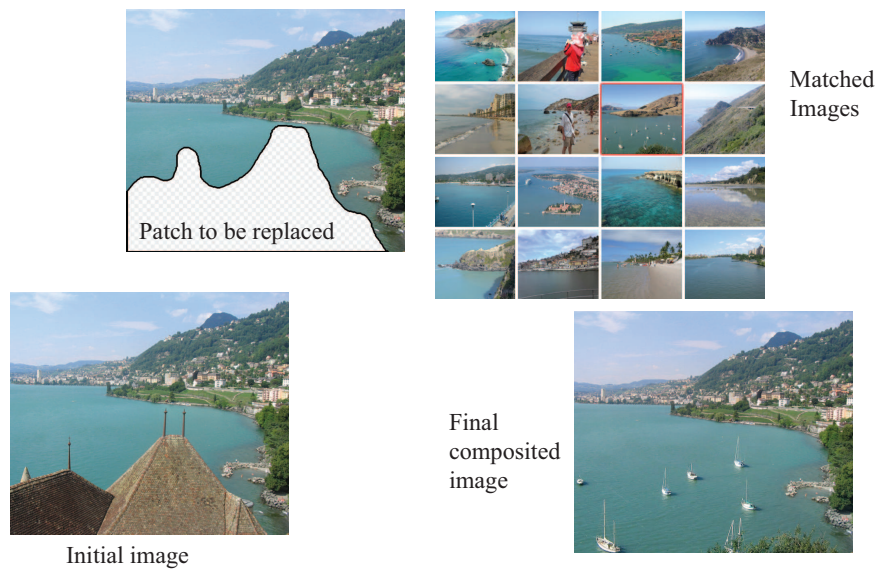 Matched
Images
Patch to be replaced
Final
composited
image
Initial image